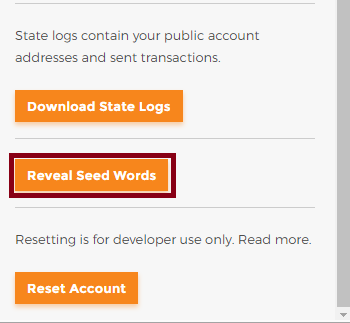 State logs contain your public account
addresses and sent transactions.
Download State Logs
Reveal Seed Words
Resetting is for developer use only. Read more.
Reset Account